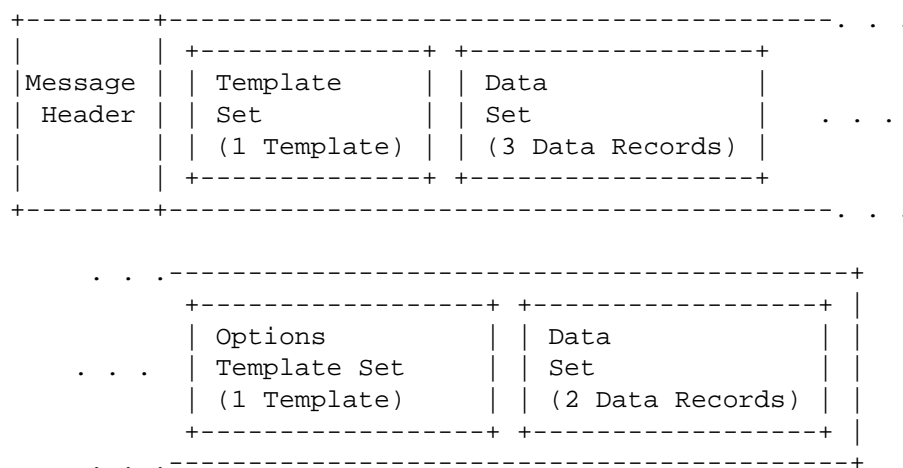 +--------+------------------------------------------. . .
|        | +--------------+ +------------------+
|Message | | Template     | | Data             |
| Header | | Set          | | Set              |   . . .
|        | | (1 Template) | | (3 Data Records) |
|        | +--------------+ +------------------+
+--------+------------------------------------------. . .
     . . .-------------------------------------------+
           +------------------+ +------------------+ |
           | Options          | | Data             | |
    . . .  | Template Set     | | Set              | |
           | (1 Template)     | | (2 Data Records) | |
           +------------------+ +------------------+ |
     . . .-------------------------------------------+